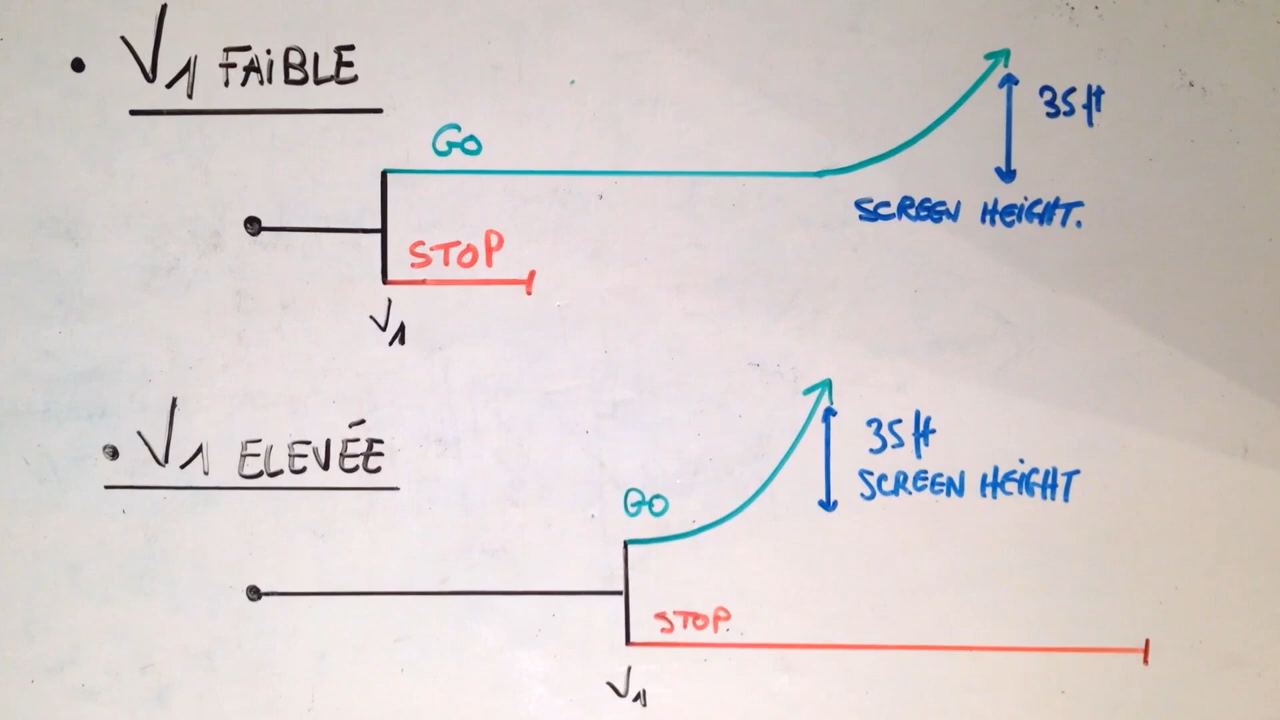 • V1 FAIBLE
GO
35 ft
SCREEN HEIGHT.
STOP
V1
• V1 ELEVÉE
35 ft
SCREEN HEIGHT
GO
STOP.
V1